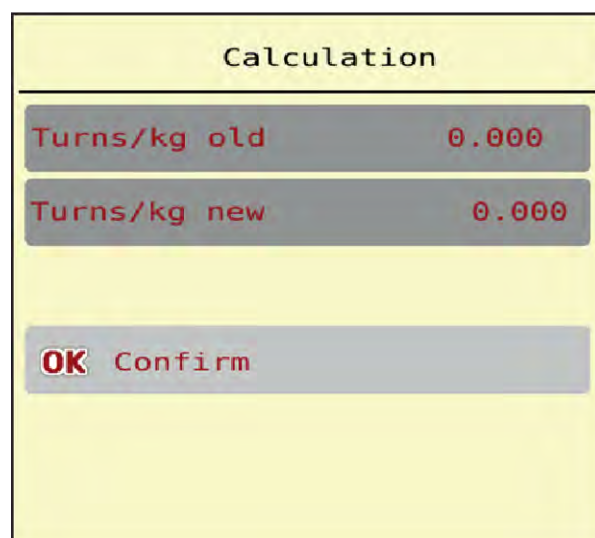 Calculation
Turns/kg old 0.000
Turns/kg new 0.000
OK Confirm